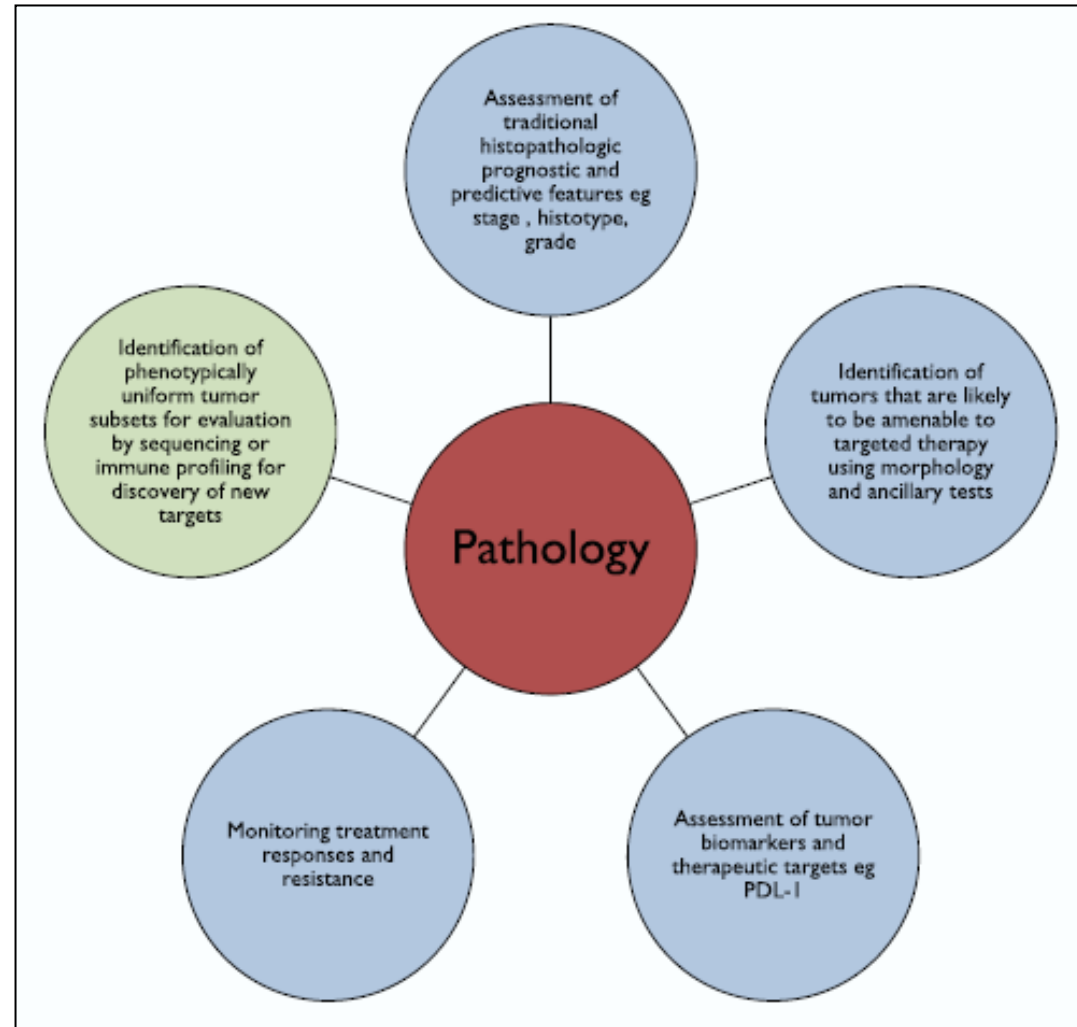 Assessment of
traditional
histopathologic
prognostic and
predictive features eg
stage , histotype,
grade
Identification of
tumors that are likely
to be amenable to
targeted therapy
using morphology
and ancillary tests
Assessment of tumor
biomarkers and
therapeutic targets eg
PDL-1
Monitoring treatment
responses and
resistance
Identification of
phenotypically
uniform tumor
subsets for evaluation
by sequencing or
immune profiling for
discovery of new
targets
Pathology